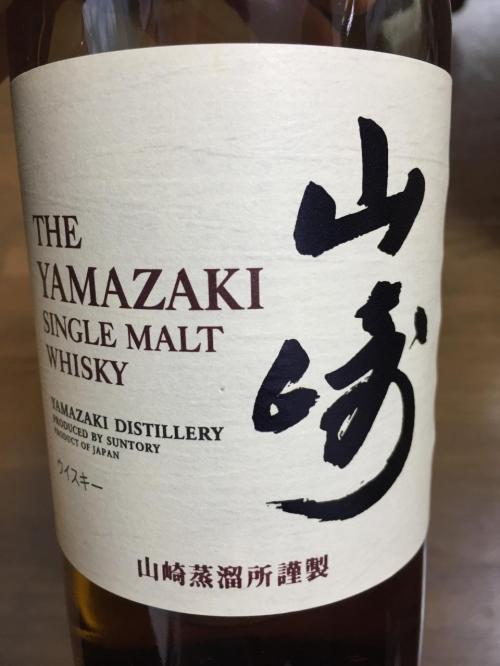 THE
YAMAZAKI
SINGLE MALT
WHISKY
山崎
YAMAZAKI DISTILLERY
PRODUCED BY SUNTORY
PRODUCT OF JAPAN
ウイスキー
山崎蒸溜所謹製